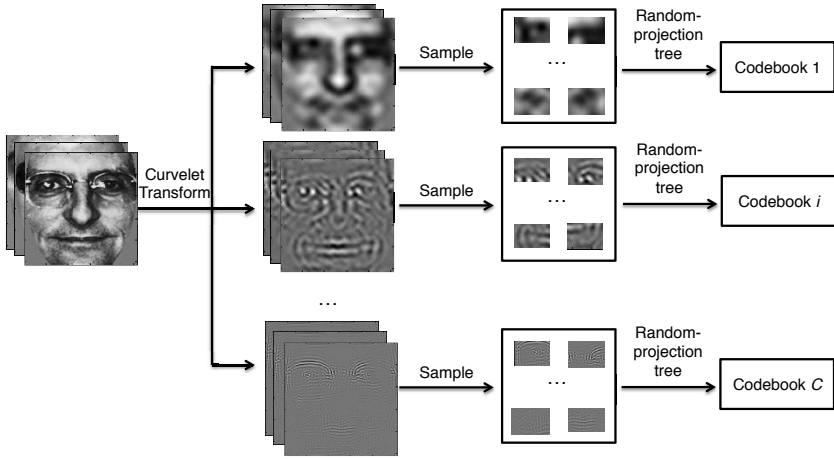 Random-
projection
tree
Sample
...
Codebook 1
Curvelet
Transform
Random-
projection
tree
Sample
...
Codebook i
...
Random-
projection
tree
Sample
...
Codebook C